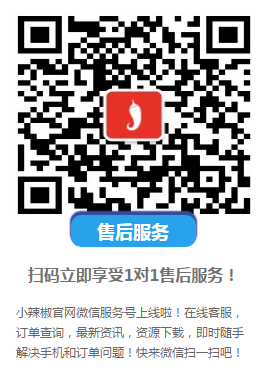 售后服务
扫码立即享受1对1售后服务！
小辣椒官网微信服务号上线啦！在线客服，
订单查询，最新资讯，资源下载，即时随手
解决手机和订单问题！快来微信扫一扫吧！